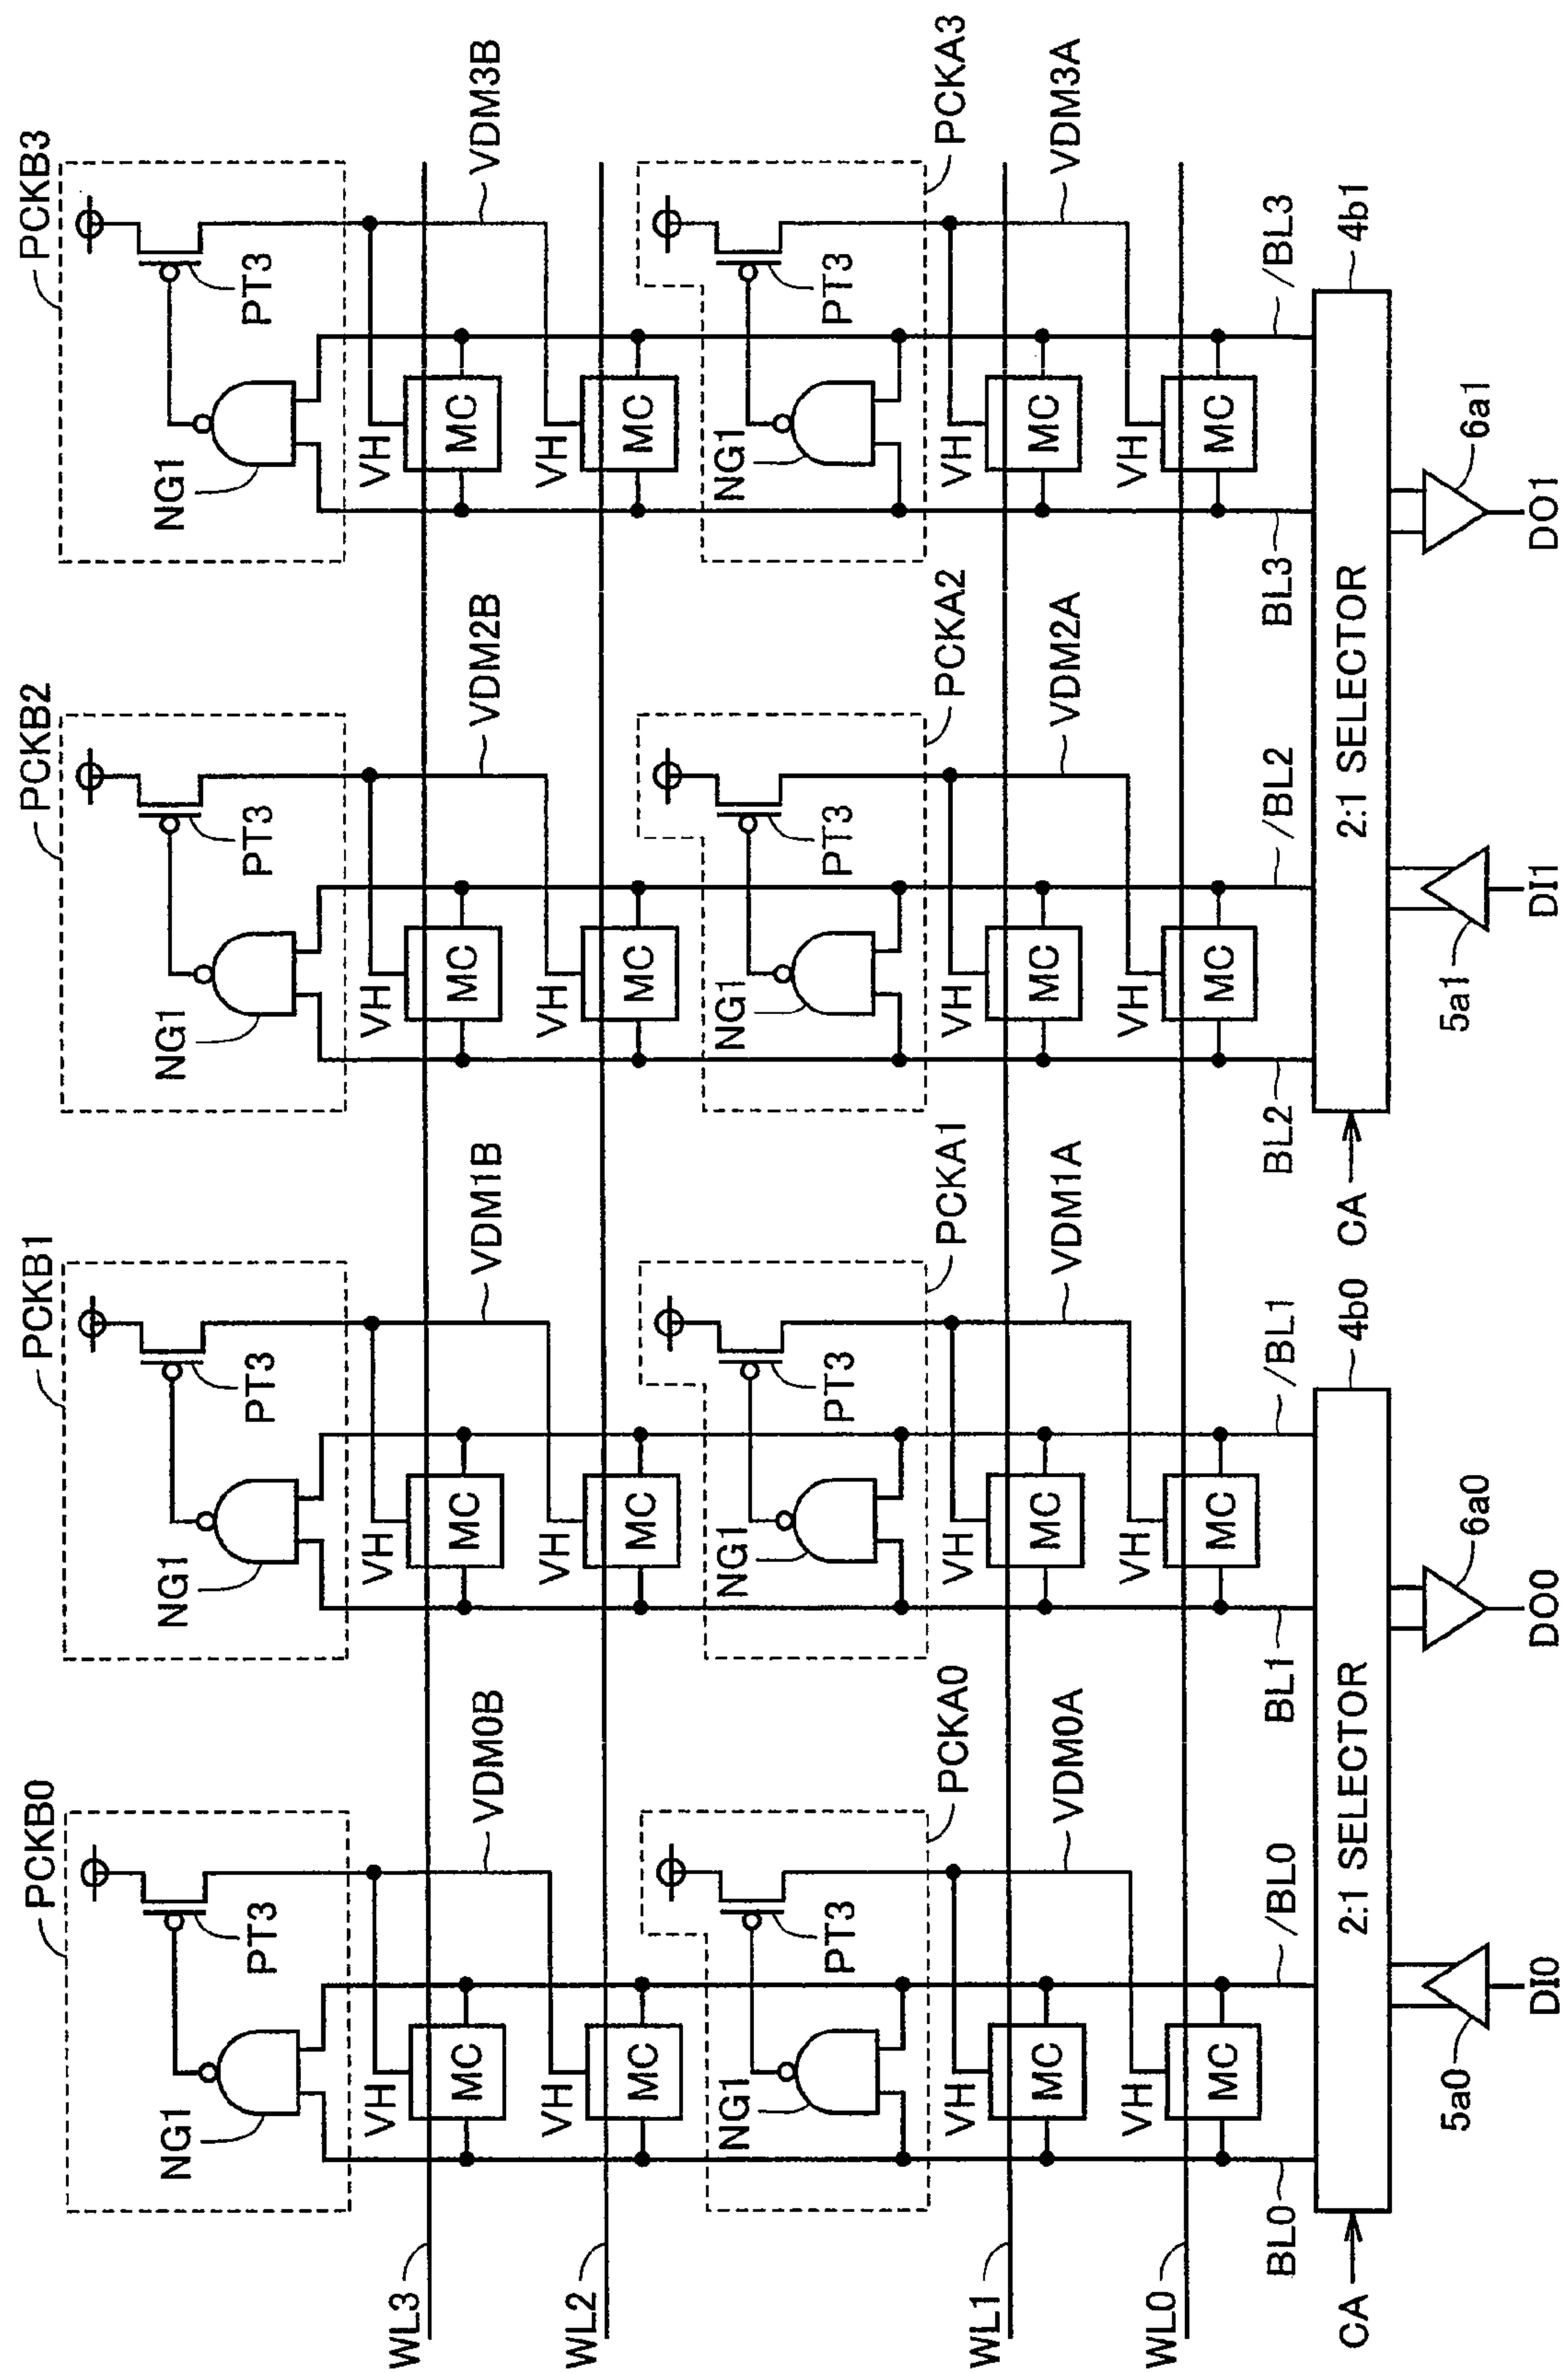 PCKB0
PCKB1
PCKB2
PCKB3
PT3
PT3
PT3
PT3
NG1
NG1
NG1
NG1
VDM0B
VDM1B
VDM2B
VDM3B
VH
VH
VH
VH
WL3
MC
MC
MC
MC
VH
VH
VH
VH
WL2
MC
MC
MC
MC
PCKA0
PCKA1
PCKA2
PCKA3
PT3
PT3
PT3
PT3
NG1
NG1
NG1
NG1
VDM0A
VDM1A
VDM2A
VDM3A
VH
VH
VH
VH
WL1
MC
MC
MC
MC
VH
VH
VH
VH
WL0
MC
MC
MC
MC
BL0
/BL0
BL1
/BL1
BL2
/BL2
BL3
/BL3
CA
2:1 SELECTOR
4b0
CA
2:1 SELECTOR
4b1
5a0
6a0
5a1
6a1
DI0
DO0
DI1
DO1